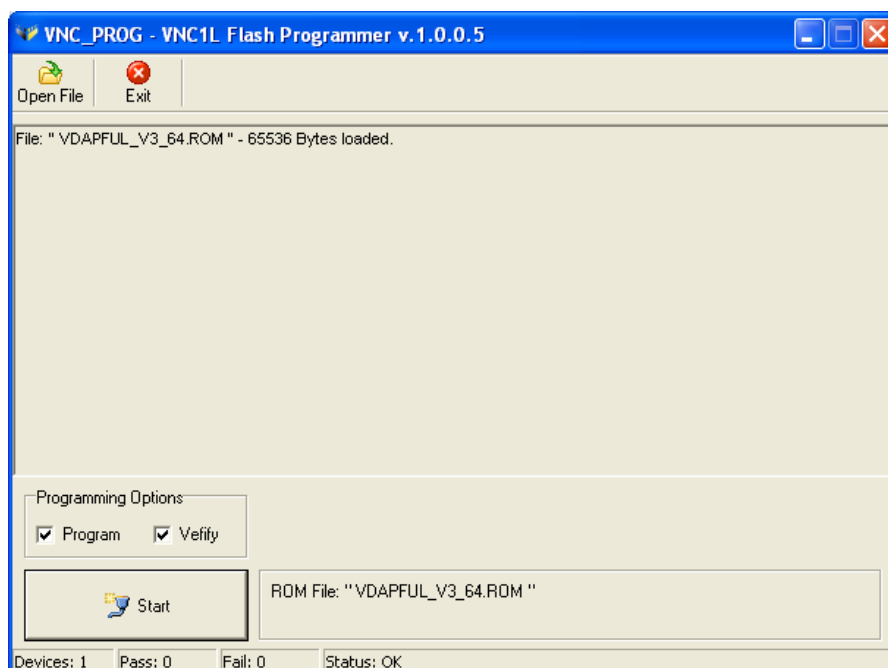 VNC_PROG - VNC1L Flash Programmer v.1.0.0.5
Open File Exit
File: " VDAPFUL_V3_64.ROM " - 65536 Bytes loaded.
Programming Options
Program Vefify
Start
ROM File: " VDAPFUL_V3_64.ROM "
Devices: 1 Pass: 0 Fail: 0 Status: OK